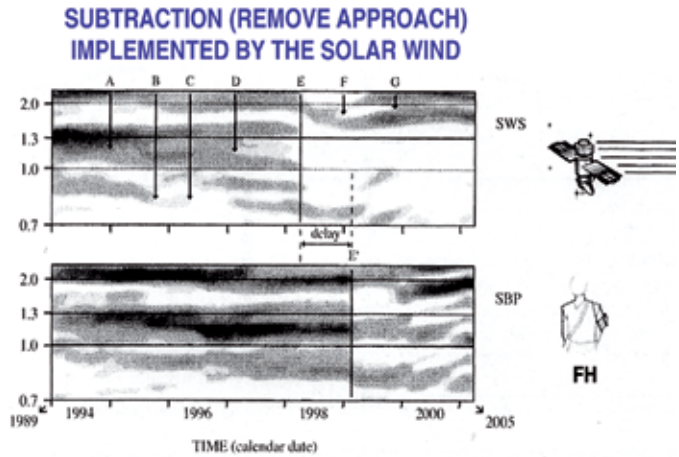 SUBTRACTION (REMOVE APPROACH)
IMPLEMENTED BY THE SOLAR WIND
A B C D E F G
2.0
1.3
1.0
0.7
SWS
delay
E'
2.0
1.3
1.0
0.7
SBP
FH
1989 1994 1996 1998 2000 2005
TIME (calendar date)